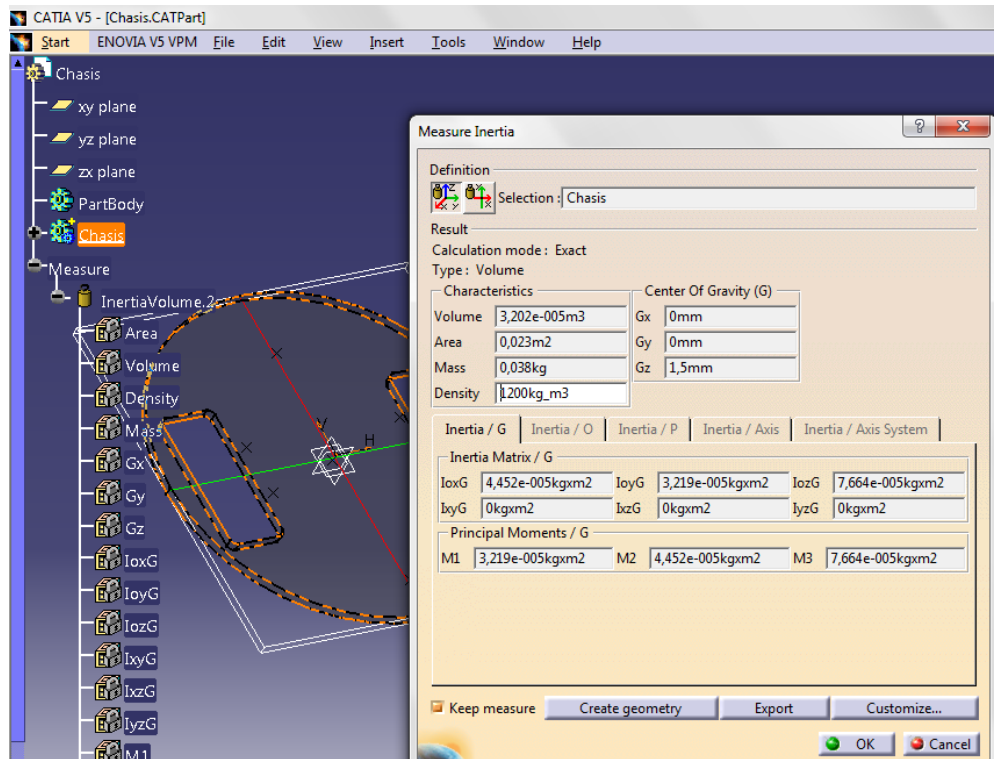 CATIA V5 - [Chasis.CATPart]
Start ENOVIA V5 VPM File Edit View Insert Tools Window Help
Chasis
xy plane
yz plane
zx plane
PartBody
Chasis
Measure
InertiaVolume.2
Area
Volume
Density
Mass
Gx
Gy
Gz
IoxG
IoyG
IozG
IxyG
IxzG
IyzG
M1
V
H
Measure Inertia
Definition
Selection : Chasis
Result
Calculation mode : Exact
Type : Volume
Characteristics
Volume 3,202e-005m3
Area 0,023m2
Mass 0,038kg
Density 1200kg_m3
Center Of Gravity (G)
Gx 0mm
Gy 0mm
Gz 1,5mm
Inertia / G Inertia / O Inertia / P Inertia / Axis Inertia / Axis System
Inertia Matrix / G
IoxG 4,452e-005kgxm2 IoyG 3,219e-005kgxm2 IozG 7,664e-005kgxm2
IxyG 0kgxm2 IxzG 0kgxm2 IyzG 0kgxm2
Principal Moments / G
M1 3,219e-005kgxm2 M2 4,452e-005kgxm2 M3 7,664e-005kgxm2
Keep measure Create geometry Export Customize...
OK Cancel